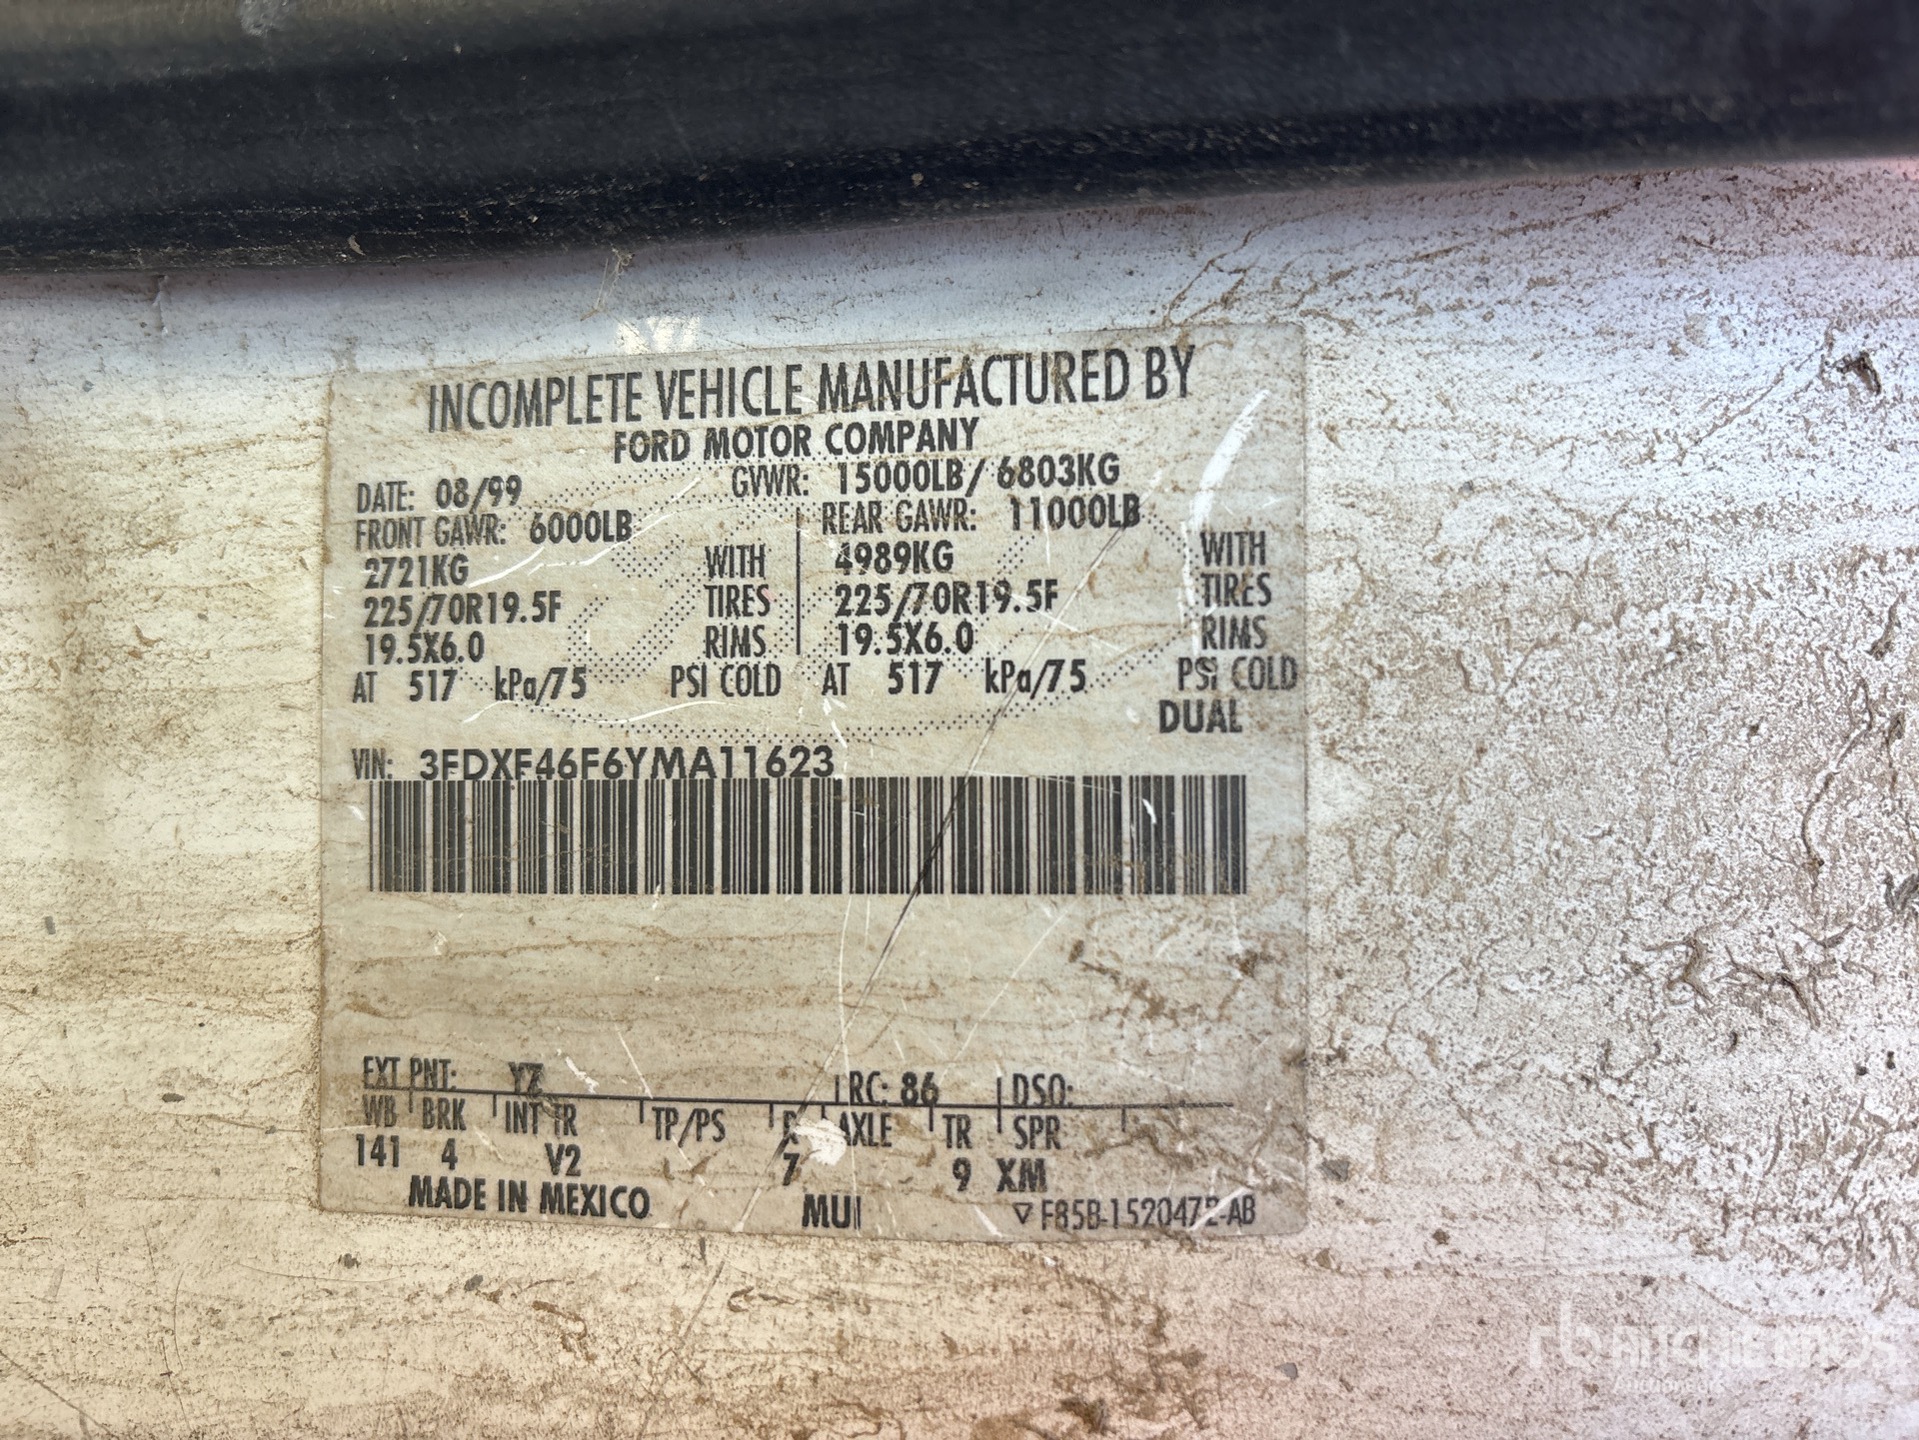 INCOMPLETE VEHICLE MANUFACTURED BY
FORD MOTOR COMPANY
DATE: 08/99 GVWR: 15000LB/ 6803KG
FRONT GAWR: 6000LB REAR GAWR: 11000LB
2721KG WITH 4989KG WITH
225/70R19.5F TIRES 225/70R19.5F TIRES
19.5X6.0 RIMS 19.5X6.0 RIMS
AT 517 kPa/75 PSI COLD AT 517 kPa/75 PSI COLD
DUAL
VIN: 3FDXF46F6YMA11623
EXT PNT: YZ RC: 86 DSO:
WB BRK INT TR TP/PS R AXLE TR SPR
141 4 V2 7 9 XM
MADE IN MEXICO MUI
rb RITCHIE BROS
Auctioneers